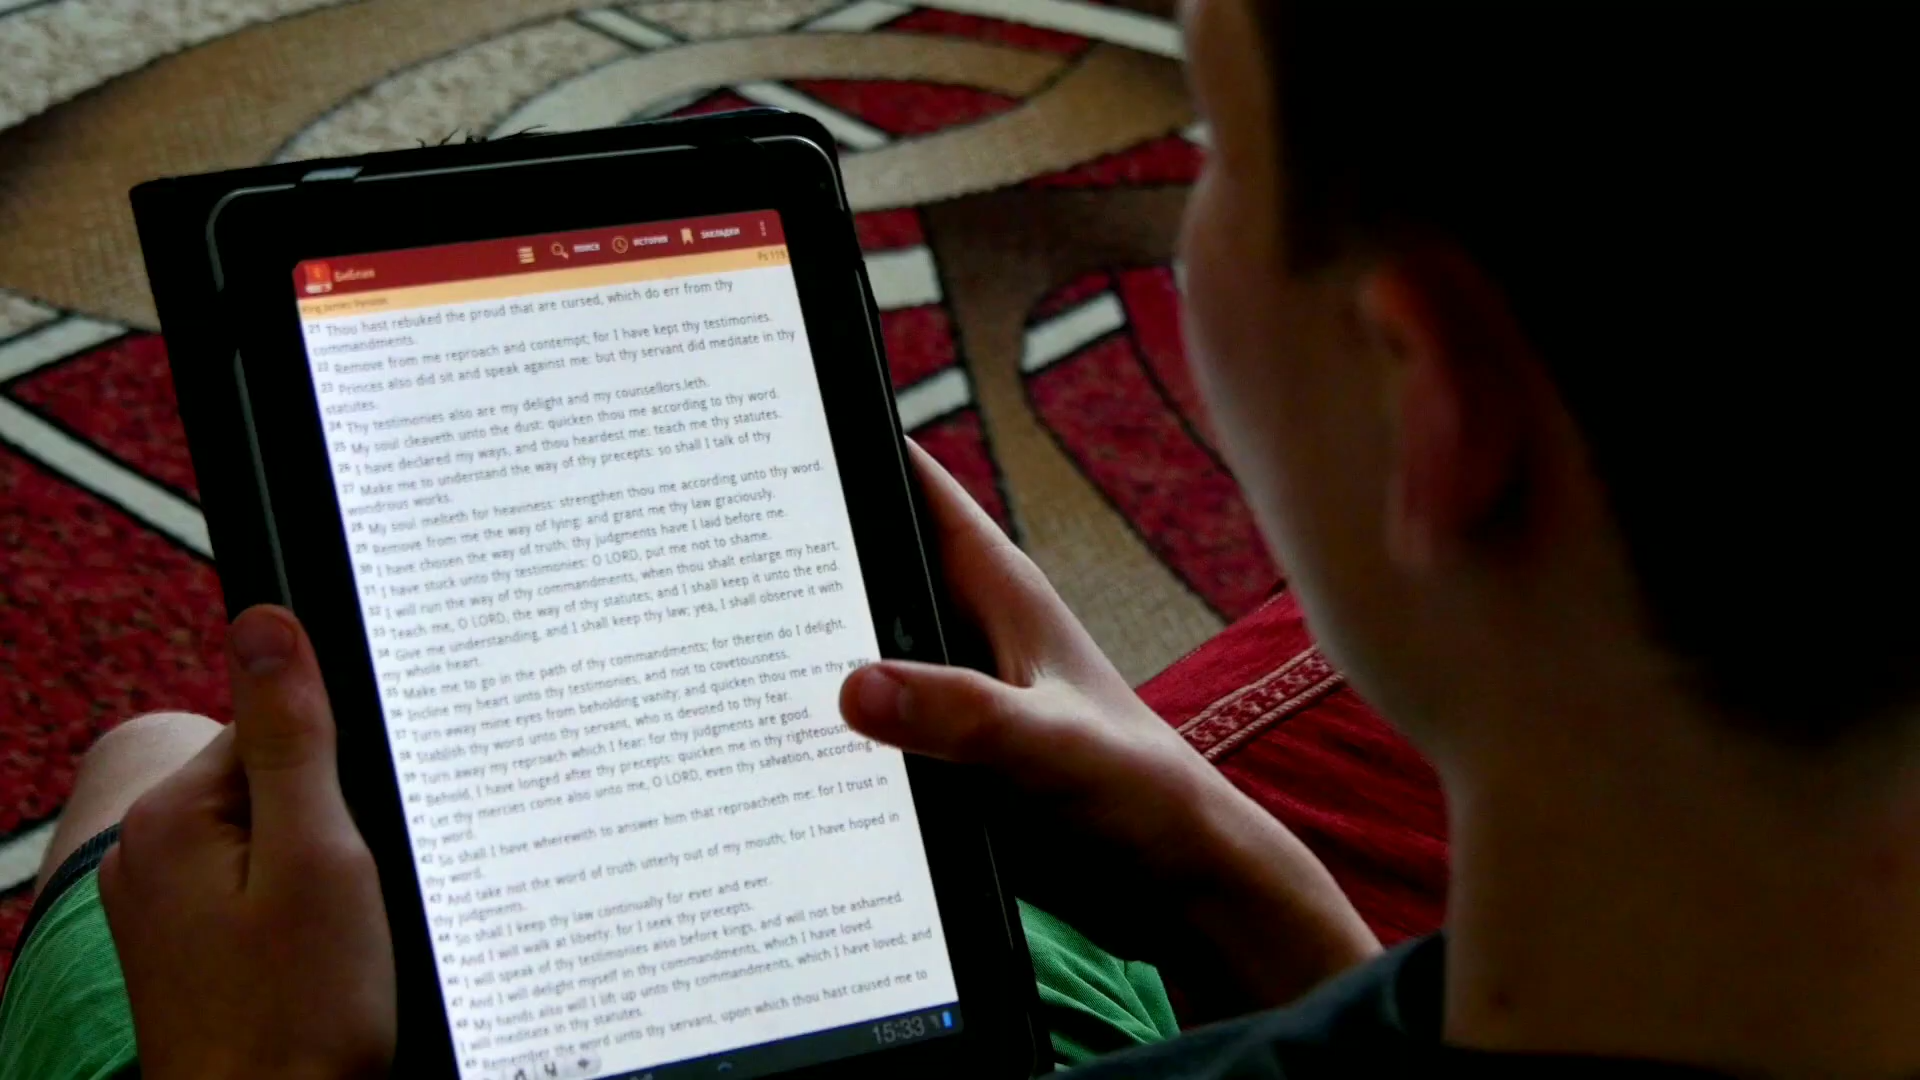 Библия ПОИСК ИСТОРИЯ ЗАКЛАДКИ
King James Version Ps 119
21 Thou hast rebuked the proud that are cursed, which do err from thy
commandments.
22 Remove from me reproach and contempt; for I have kept thy testimonies.
23 Princes also did sit and speak against me: but thy servant did meditate in thy
statutes.
24 Thy testimonies also are my delight and my counsellors.leth.
25 My soul cleaveth unto the dust: quicken thou me according to thy word.
26 I have declared my ways, and thou heardest me: teach me thy statutes.
27 Make me to understand the way of thy precepts: so shall I talk of thy
wondrous works.
28 My soul melteth for heaviness: strengthen thou me according unto thy word.
29 Remove from me the way of lying: and grant me thy law graciously.
30 I have chosen the way of truth: thy judgments have I laid before me.
31 I have stuck unto thy testimonies: O LORD, put me not to shame.
32 I will run the way of thy commandments, when thou shalt enlarge my heart.
33 Teach me, O LORD, the way of thy statutes; and I shall keep it unto the end.
34 Give me understanding, and I shall keep thy law; yea, I shall observe it with
my whole heart.
35 Make me to go in the path of thy commandments; for therein do I delight.
36 Incline my heart unto thy testimonies, and not to covetousness.
37 Turn away mine eyes from beholding vanity; and quicken thou me in thy way.
38 Stablish thy word unto thy servant, who is devoted to thy fear.
39 Turn away my reproach which I fear: for thy judgments are good.
40 Behold, I have longed after thy precepts: quicken me in thy
41 Let thy mercies come also unto me, O LORD, even thy salvation, according
thy word.
42 So shall I have wherewith to answer him that reproacheth me: for I trust in
thy word.
43 And take not the word of truth utterly out of my mouth; for I have hoped in
thy judgments.
44 So shall I keep thy law continually for ever and ever.
45 And I will walk at liberty: for I seek thy precepts.
46 I will speak of thy testimonies also before kings, and will not be ashamed.
47 And I will delight myself in thy commandments, which I have loved.
48 My hands also will I lift up unto thy commandments, which I have loved; and
I will meditate in thy statutes.
49 Remember the word unto thy servant, upon which thou hast caused me to
15:33